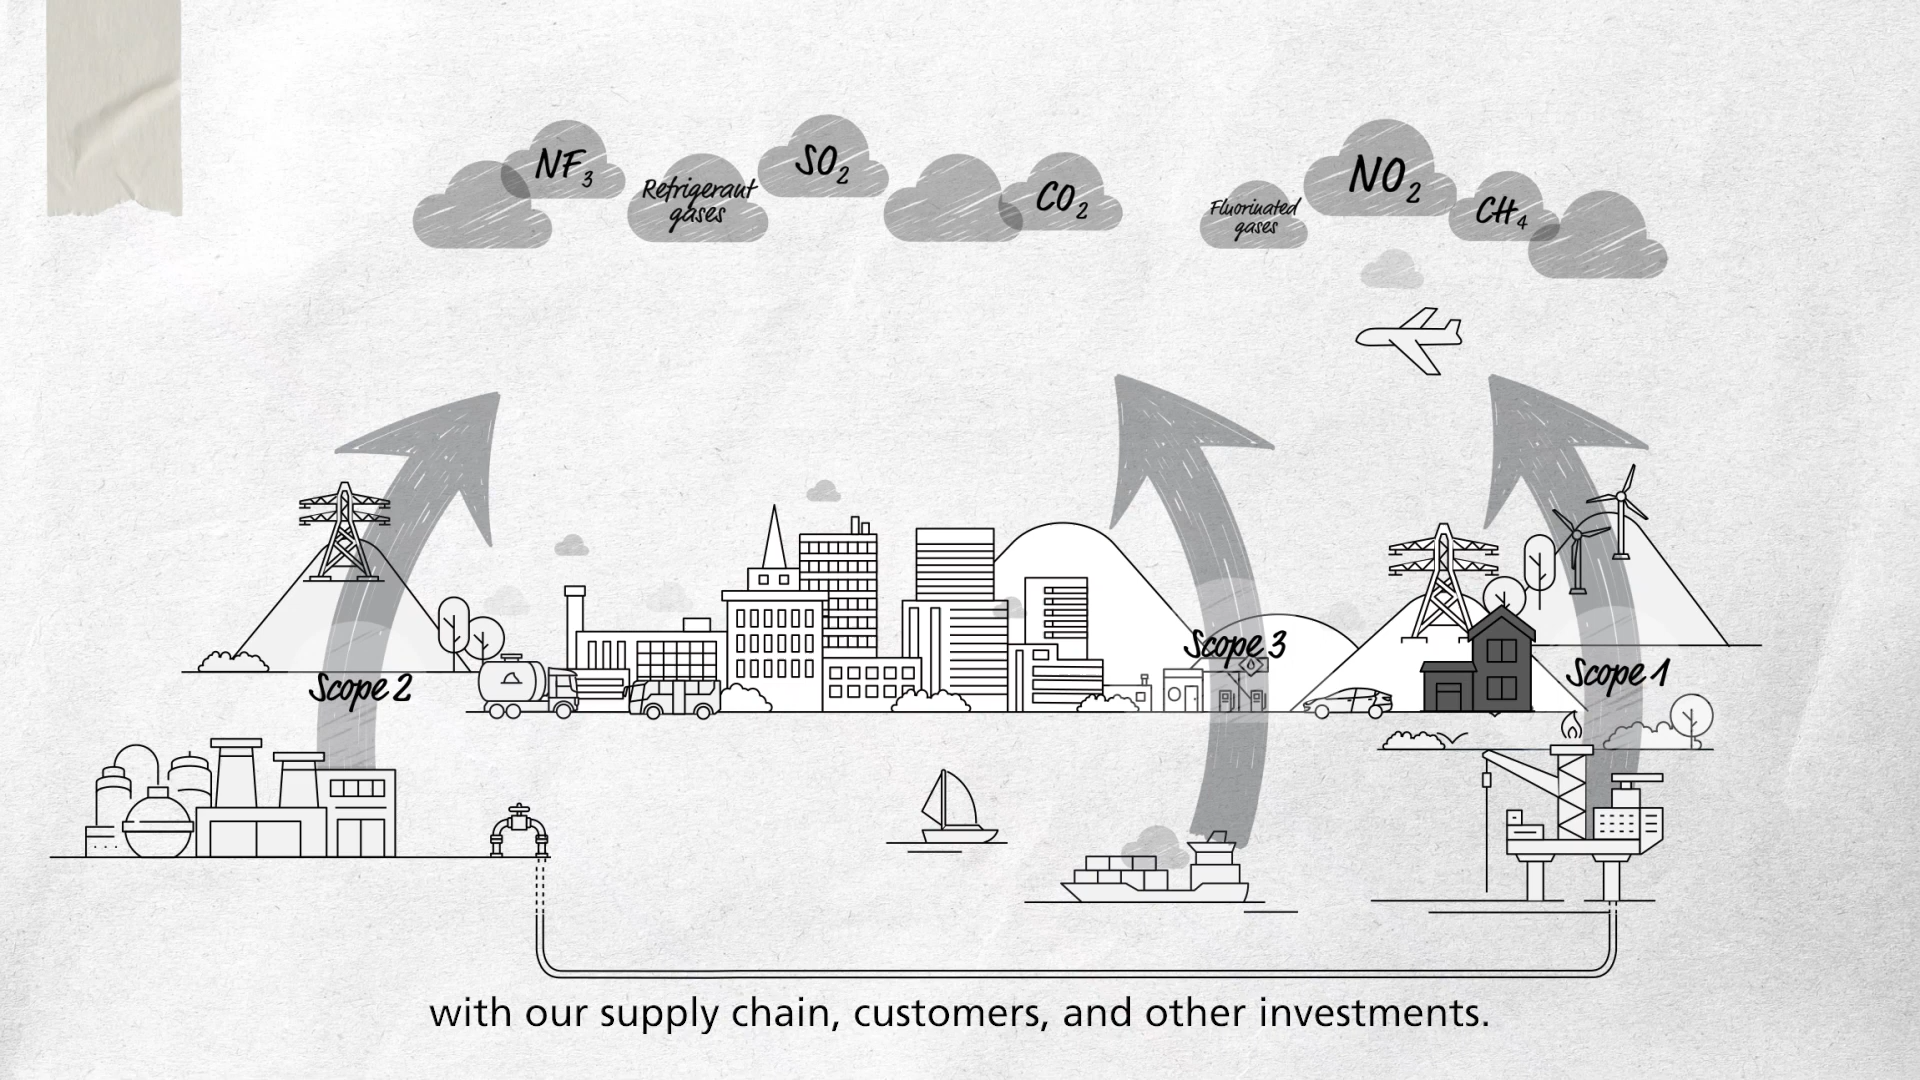 NF3
Refrigerant
gases
SO2
CO2
Fluorinated
gases
NO2
CH4
Scope 2
Scope 3
Scope 1
with our supply chain, customers, and other investments.